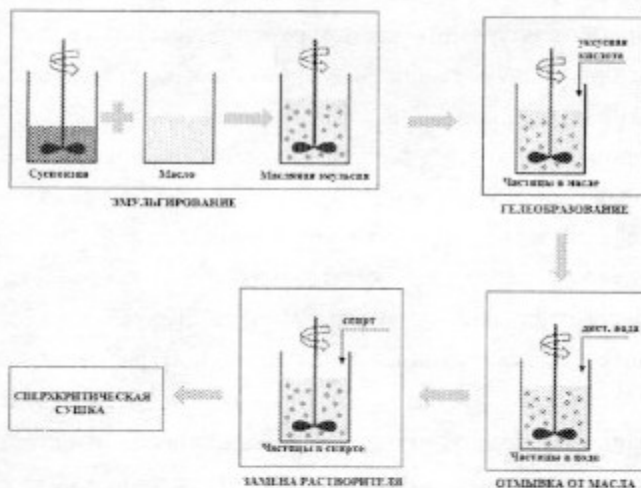 уксусная
кислота
Суспензия
Масло
Масляная эмульсия
Частицы в масле
ЭМУЛЬГИРОВАНИЕ
ГЕЛЕОБРАЗОВАНИЕ
спирт
дист. вода
СВЕРХКРИТИЧЕСКАЯ
СУШКА
Частицы в спирте
Частицы в воде
ЗАМЕНА РАСТВОРИТЕЛЯ
ОТМЫВКА ОТ МАСЛА